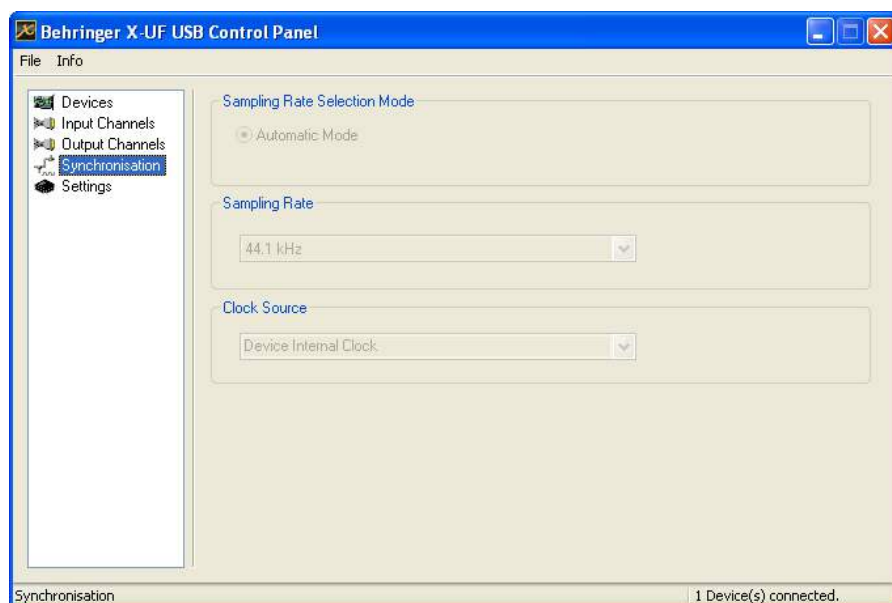 Behringer X-UF USB Control Panel
File Info
Devices
Input Channels
Output Channels
Synchronisation
Settings
Sampling Rate Selection Mode
Automatic Mode
Sampling Rate
44.1 kHz
Clock Source
Device Internal Clock
Synchronisation
1 Device(s) connected.